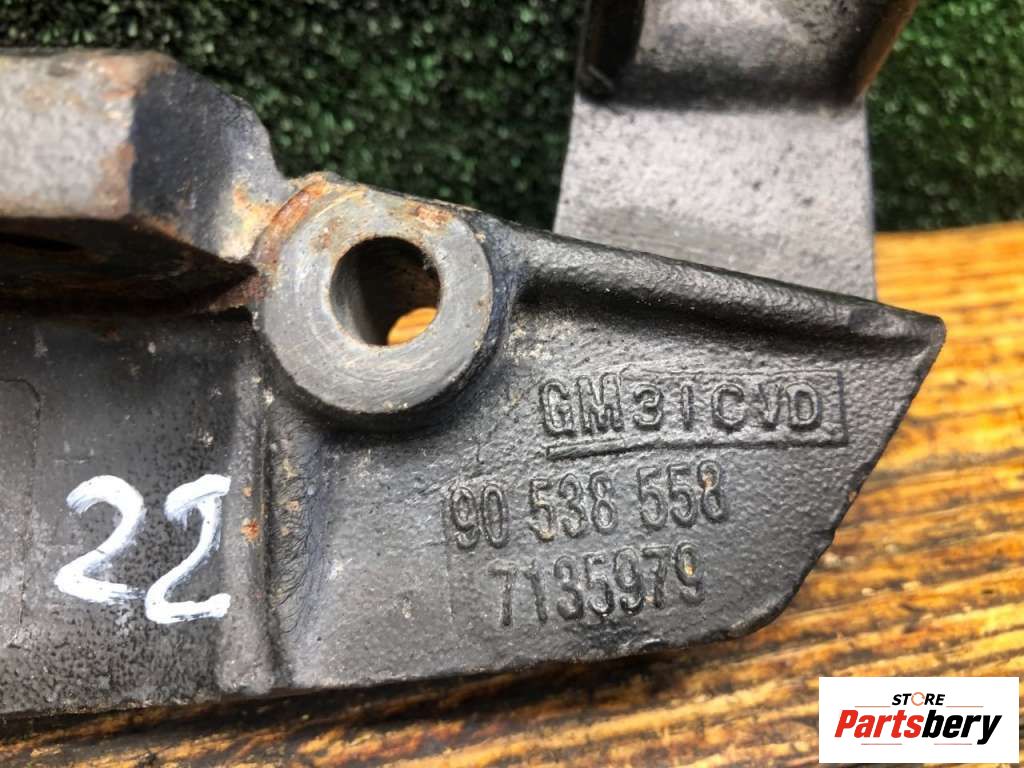 GM31CVD
90 538 558
7135979
22
STORE
Partsbery